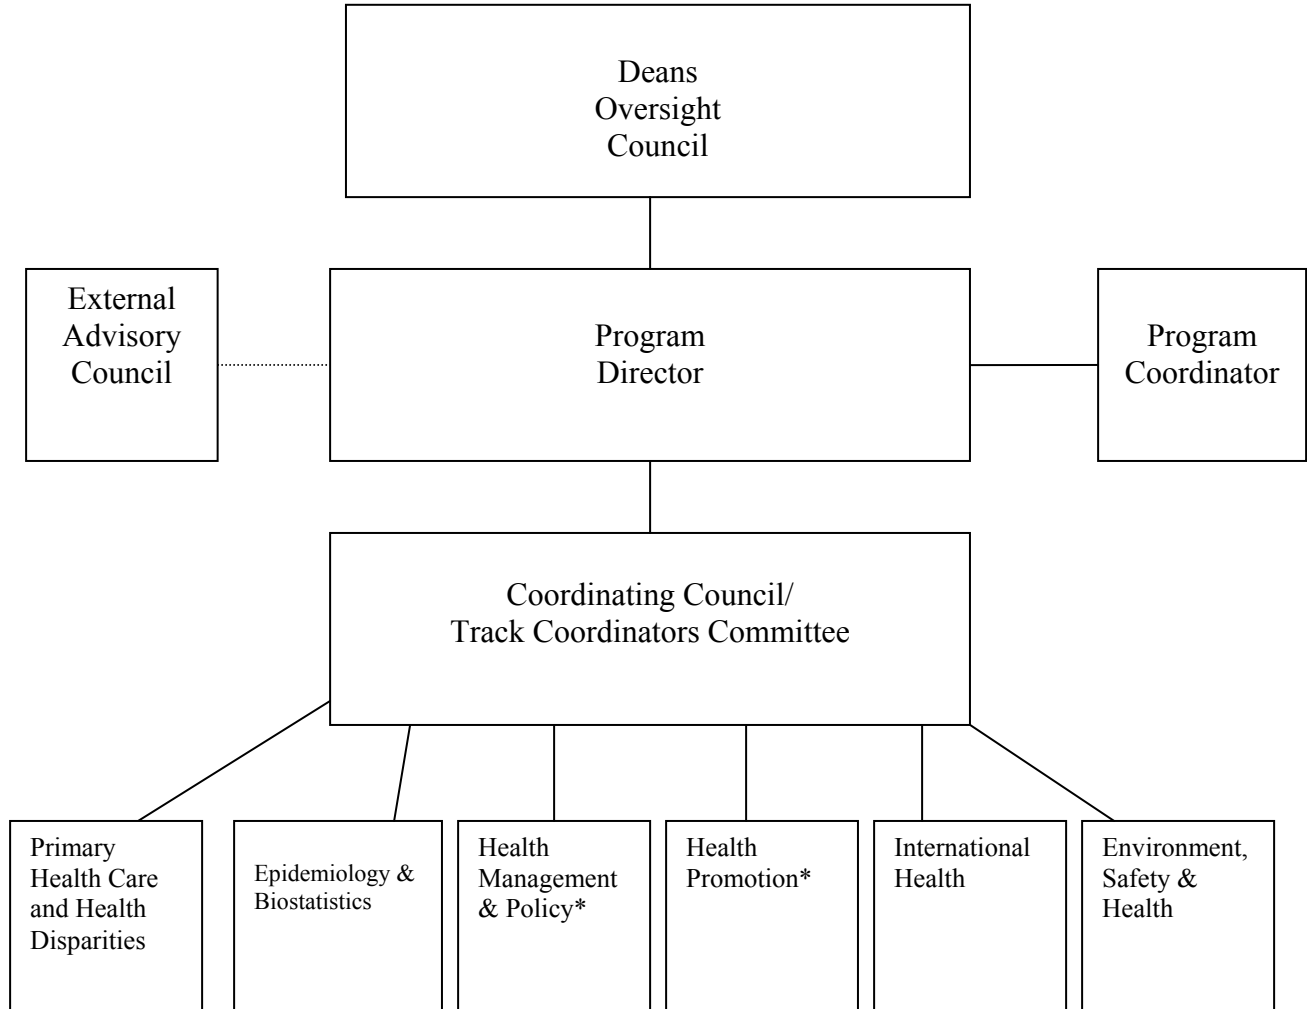 Deans
Oversight
Council
External
Advisory
Council
Program
Director
Program
Coordinator
Coordinating Council/
Track Coordinators Committee
Primary
Health Care
and Health
Disparities
Epidemiology &
Biostatistics
Health
Management
& Policy*
Health
Promotion*
International
Health
Environment,
Safety &
Health